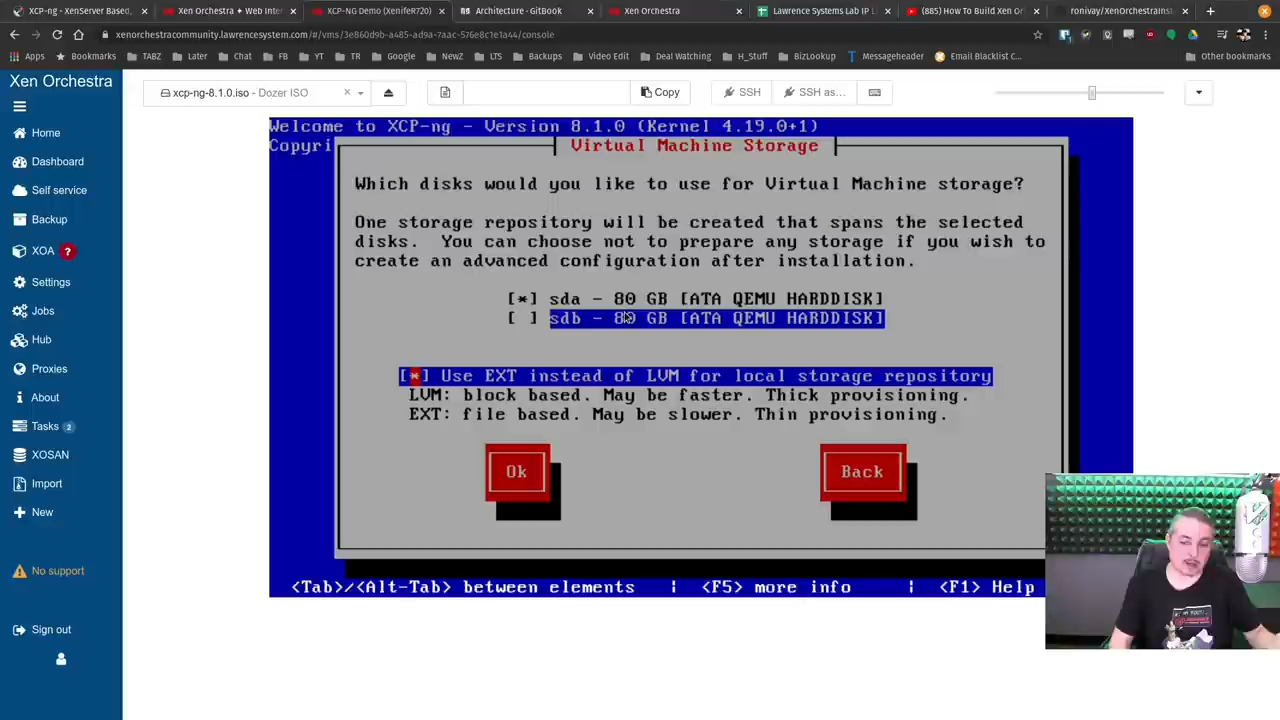 XCP-ng - XenServer Based,
Xen Orchestra ✦ Web Inter
XCP-NG Demo (XenifeR720)
Architecture · GitBook
Xen Orchestra
Lawrence Systems Lab IP Li
(885) How To Build Xen Or
ronivay/XenOrchestraInst
xenorchestracommunity.lawrencesystem.com/#/vms/3e860d9b-a485-ad9a-7aac-576e8c1e1a44/console
Apps
Bookmarks
TABZ
Later
Chat
FB
YT
TR
Google
NewZ
LTS
Backups
Video Edit
Deal Watching
H_Stuff
BizLookup
Messageheader
Email Blacklist C...
Other bookmarks
Xen Orchestra
Home
Dashboard
Self service
Backup
XOA ?
Settings
Jobs
Hub
Proxies
About
Tasks 2
XOSAN
Import
New
No support
Sign out
xcp-ng-8.1.0.iso - Dozer ISO
Copy
SSH
SSH as...
Welcome to XCP-ng - Version 8.1.0 (Kernel 4.19.0+1)
Copyri
Virtual Machine Storage
Which disks would you like to use for Virtual Machine storage?
One storage repository will be created that spans the selected
disks. You can choose not to prepare any storage if you wish to
create an advanced configuration after installation.
[*] sda - 80 GB [ATA QEMU HARDDISK]
[ ] sdb - 80 GB [ATA QEMU HARDDISK]
[*] Use EXT instead of LVM for local storage repository
LVM: block based. May be faster. Thick provisioning.
EXT: file based. May be slower. Thin provisioning.
Ok
Back
<Tab>/<Alt-Tab> between elements | <F5> more info | <F1> Help